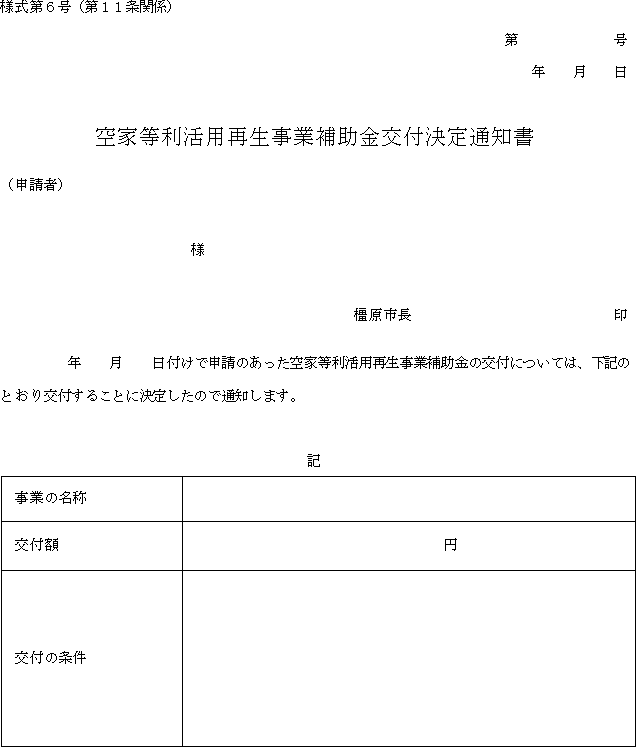 様式第６号（第１１条関係）
第　　　　　　　号
年　　月　　日
空家等利活用再生事業補助金交付決定通知書
（申請者）
様
橿原市長　　　　　　　　　　　　　　印
年　　月　　日付けで申請のあった空家等利活用再生事業補助金の交付については、下記の
とおり交付することに決定したので通知します。
記
事業の名称
交付額　　　　　　　　　　円
交付の条件